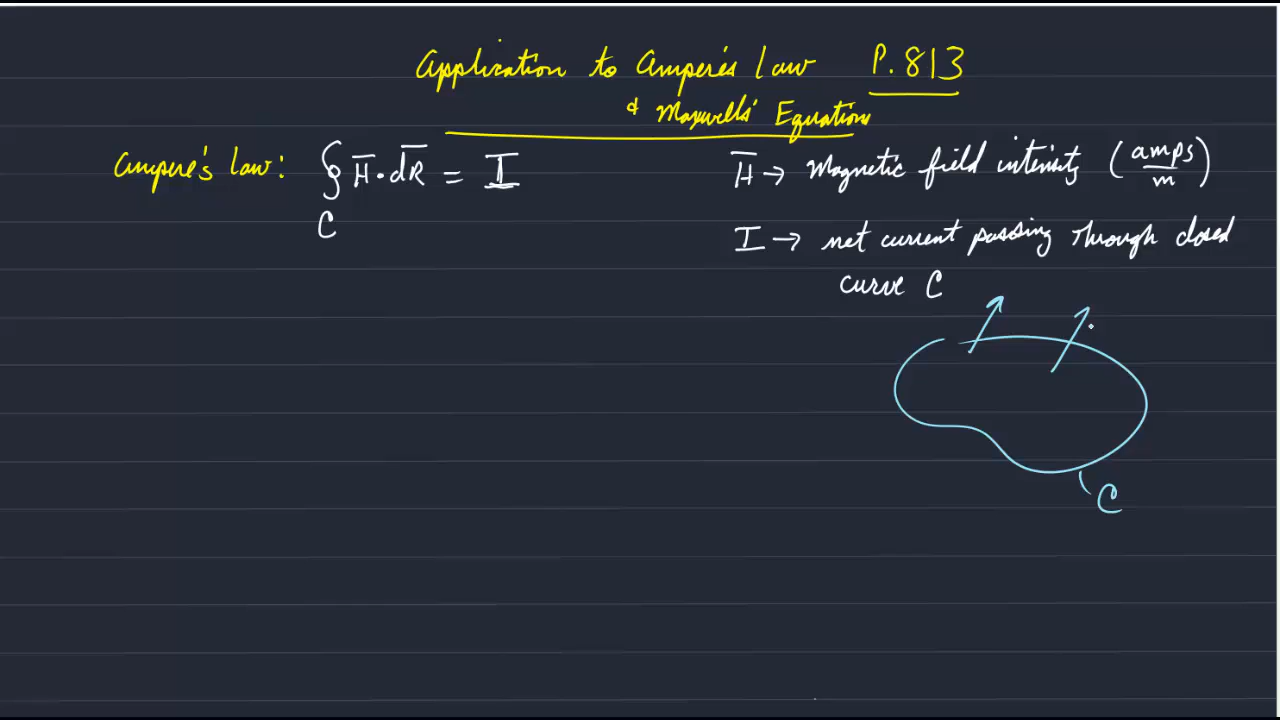 Application to Ampere's Law P. 813
& Maxwell's Equations
Ampere's Law: ∮ H̄ · dR̄ = I
C
H̄ → Magnetic field intensity (amps/m)
I → net current passing through closed
curve C
C